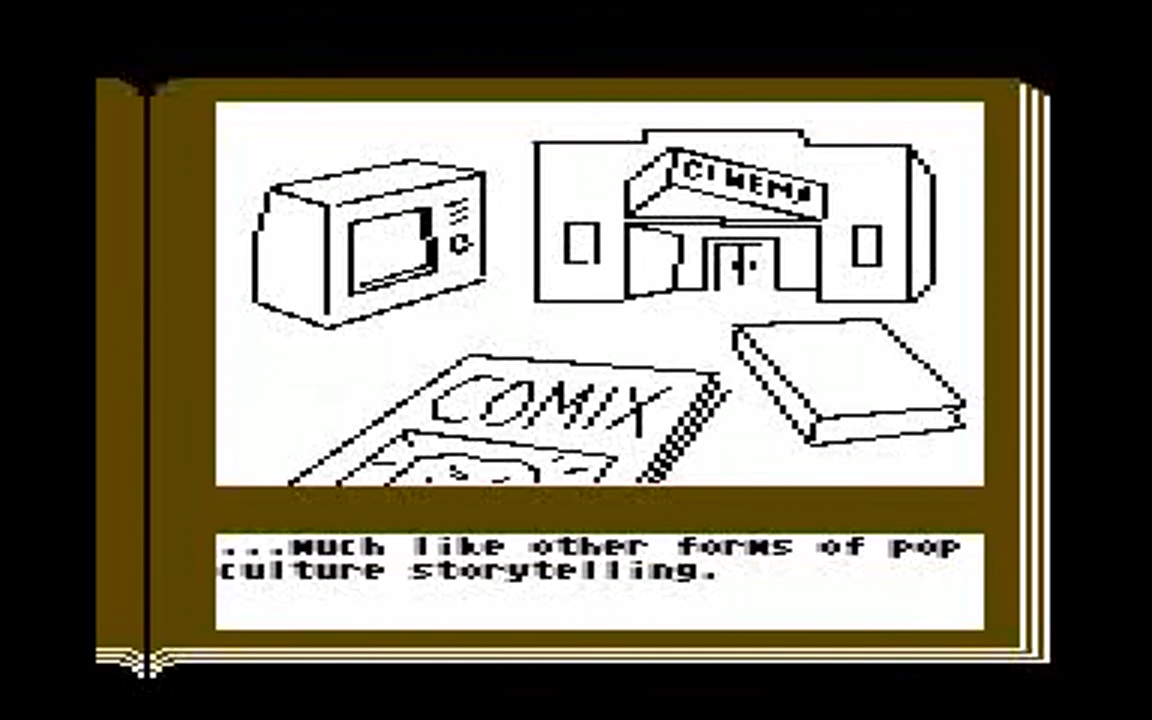 CINEMA
COMIX
...Much like other forms of pop
culture storytelling.